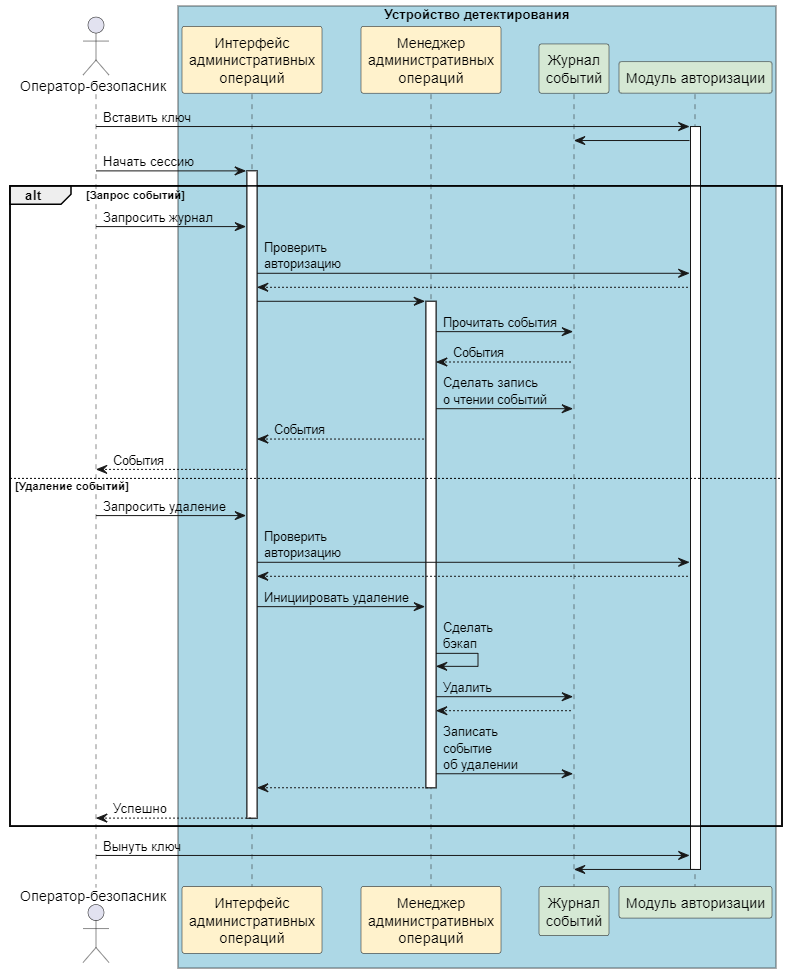 Устройство детектирования
Оператор-безопасник
Интерфейс
административных
операций
Менеджер
административных
операций
Журнал
событий
Модуль авторизации
Вставить ключ
Начать сессию
alt
[Запрос событий]
Запросить журнал
Проверить
авторизацию
Прочитать события
События
Сделать запись
о чтении событий
События
События
[Удаление событий]
Запросить удаление
Проверить
авторизацию
Инициировать удаление
Сделать
бэкап
Удалить
Записать
событие
об удалении
Успешно
Вынуть ключ
Оператор-безопасник
Интерфейс
административных
операций
Менеджер
административных
операций
Журнал
событий
Модуль авторизации